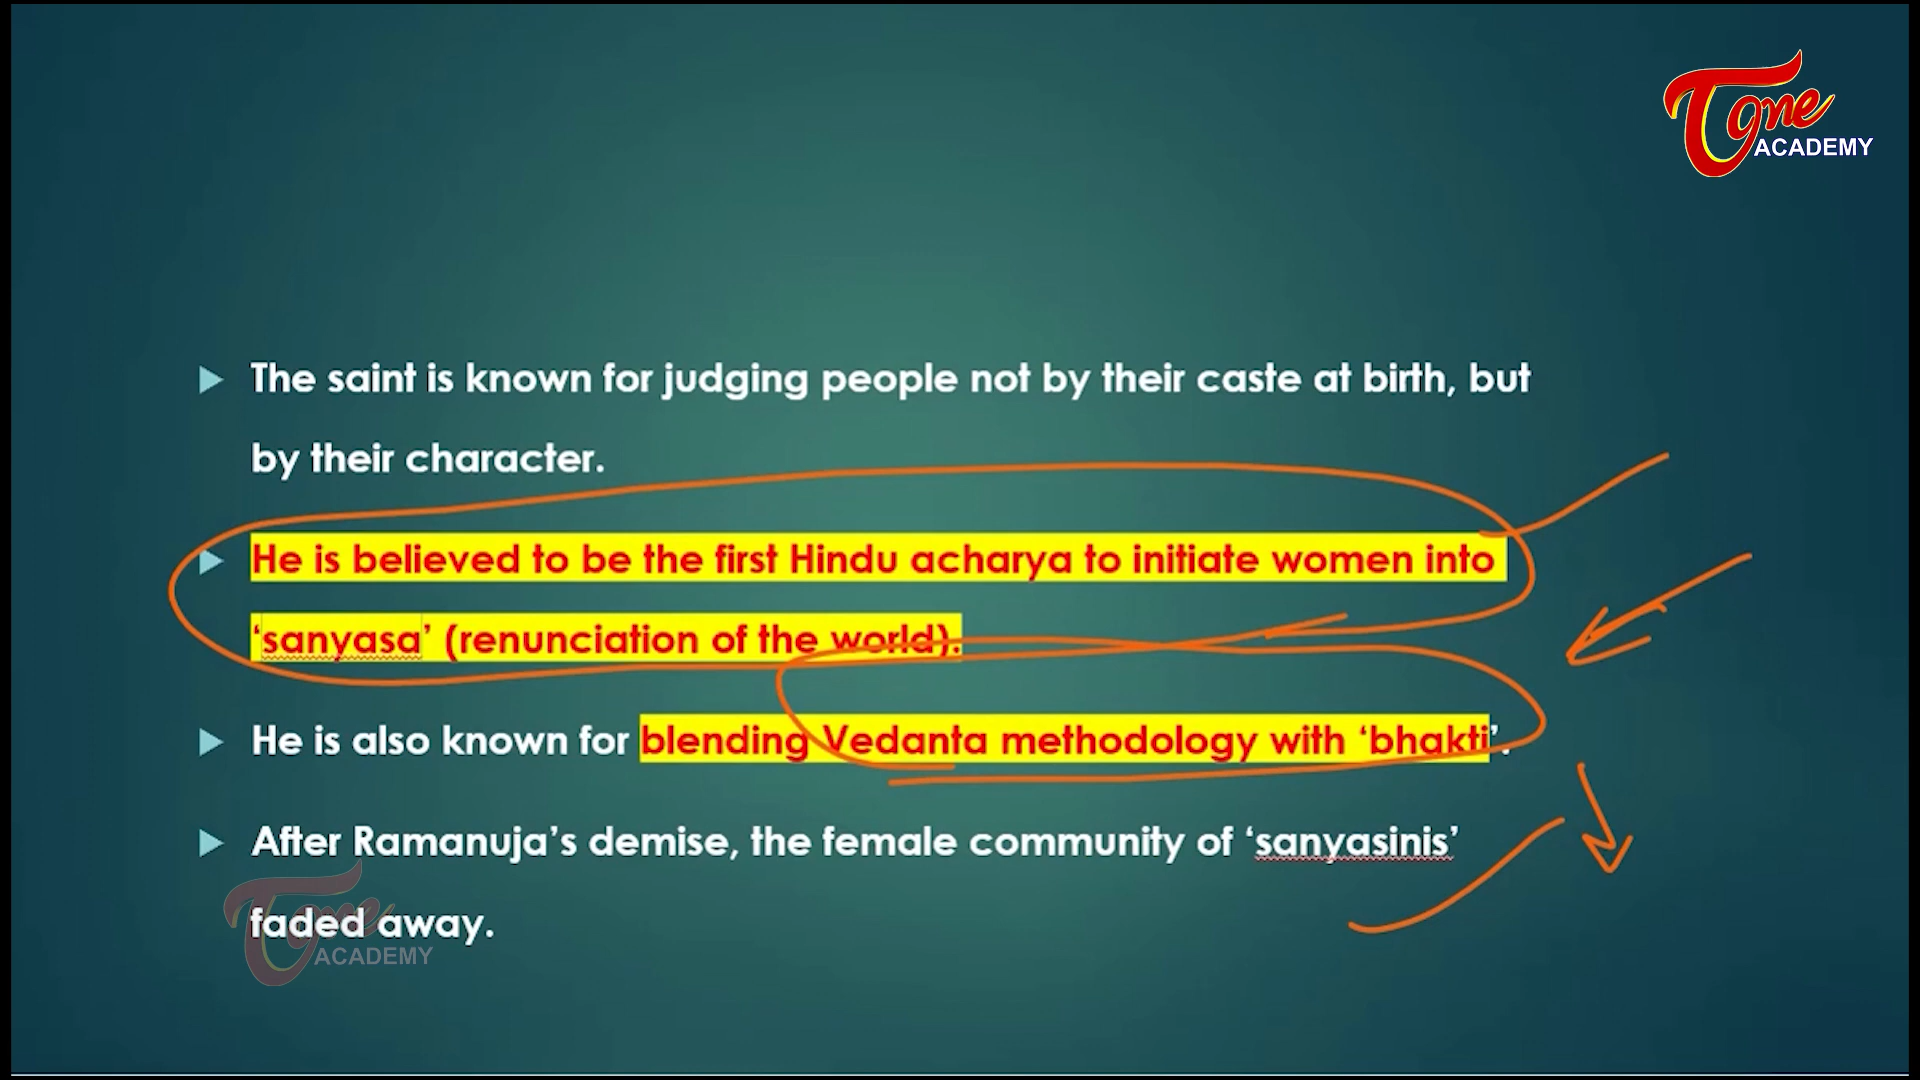 Tone
ACADEMY
The saint is known for judging people not by their caste at birth, but
by their character.
He is believed to be the first Hindu acharya to initiate women into
‘sanyasa’ (renunciation of the world).
He is also known for blending Vedanta methodology with ‘bhakti’.
After Ramanuja’s demise, the female community of ‘sanyasinis’
faded away.
Tone
ACADEMY